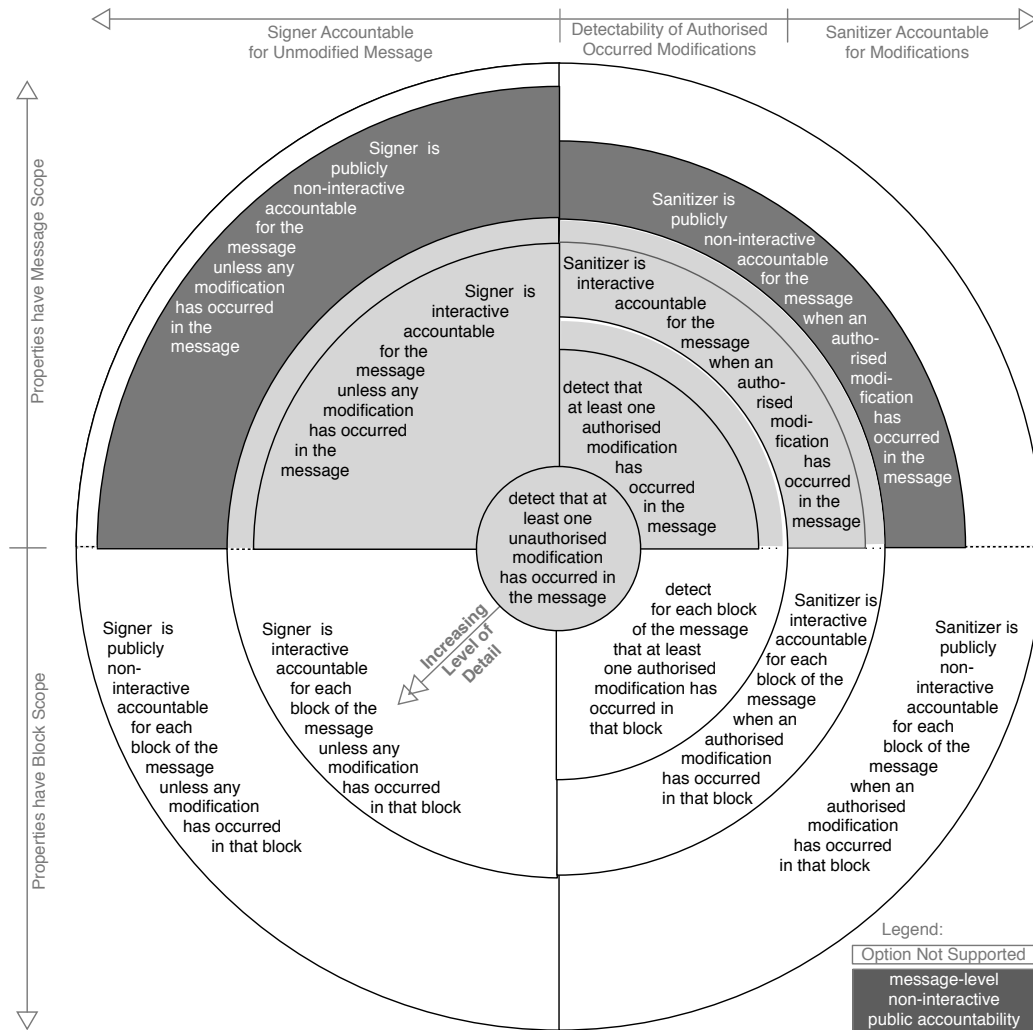 Signer Accountable
for Unmodified Message
Detectability of Authorised
Occurred Modifications
Sanitizer Accountable
for Modifications
Properties have Message Scope
Properties have Block Scope
Signer is
publicly
non-interactive
accountable
for the
message
unless any
modification
has occurred
in the
message
Signer is
interactive
accountable
for the
message
unless any
modification
has occurred
in the
message
Sanitizer is
publicly
non-interactive
accountable
for the
message
when an
autho-
rised
modi-
fication
has
occurred
in the
message
Sanitizer is
interactive
accountable
for the
message
when an
autho-
rised
modi-
fication
has
occurred
in the
message
detect that
at least one
authorised
modification
has
occurred
in the
message
detect that at
least one
unauthorised
modification
has occurred in
the message
Increasing
Level of
Detail
Signer is
publicly
non-
interactive
accountable
for each
block of the
message
unless any
modification
has occurred
in that block
Signer is
interactive
accountable
for each
block of the
message
unless any
modification
has occurred
in that block
detect
for each block
of the message
that at least
one authorised
modification has
occurred in
that block
Sanitizer is
interactive
accountable
for each
block of the
message
when an
authorised
modification
has occurred
in that block
Sanitizer is
publicly
non-
interactive
accountable
for each
block of the
message
when an
authorised
modification
has occurred
in that block
Legend:
Option Not Supported
message-level
non-interactive
public accountability